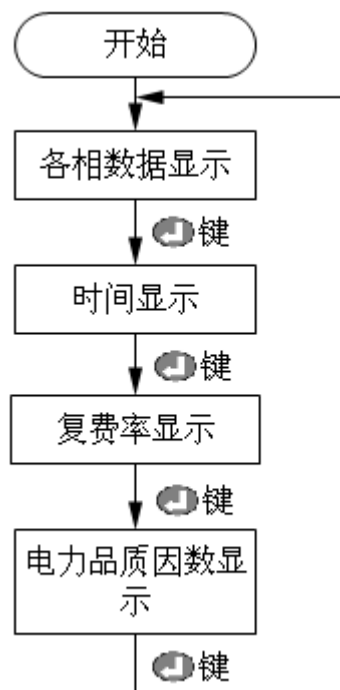 开始
各相数据显示
键
时间显示
键
复费率显示
键
电力品质因数显
示
键